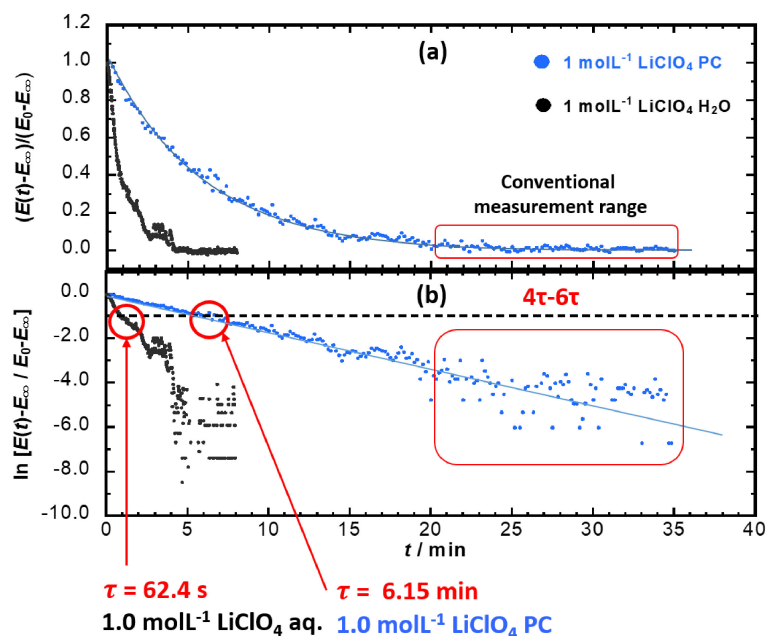 (a)
1 molL⁻¹ LiClO₄ PC
1 molL⁻¹ LiClO₄ H₂O
(E(t)-E∞)/(E₀-E∞)
1.2
1.0
0.8
0.6
0.4
0.2
0.0
Conventional
measurement range
(b)
4τ-6τ
ln [E(t)-E∞ / E₀-E∞]
0.0
-2.0
-4.0
-6.0
-8.0
-10.0
0 5 10 15 20 25 30 35 40
t / min
τ = 62.4 s
1.0 molL⁻¹ LiClO₄ aq.
τ = 6.15 min
1.0 molL⁻¹ LiClO₄ PC